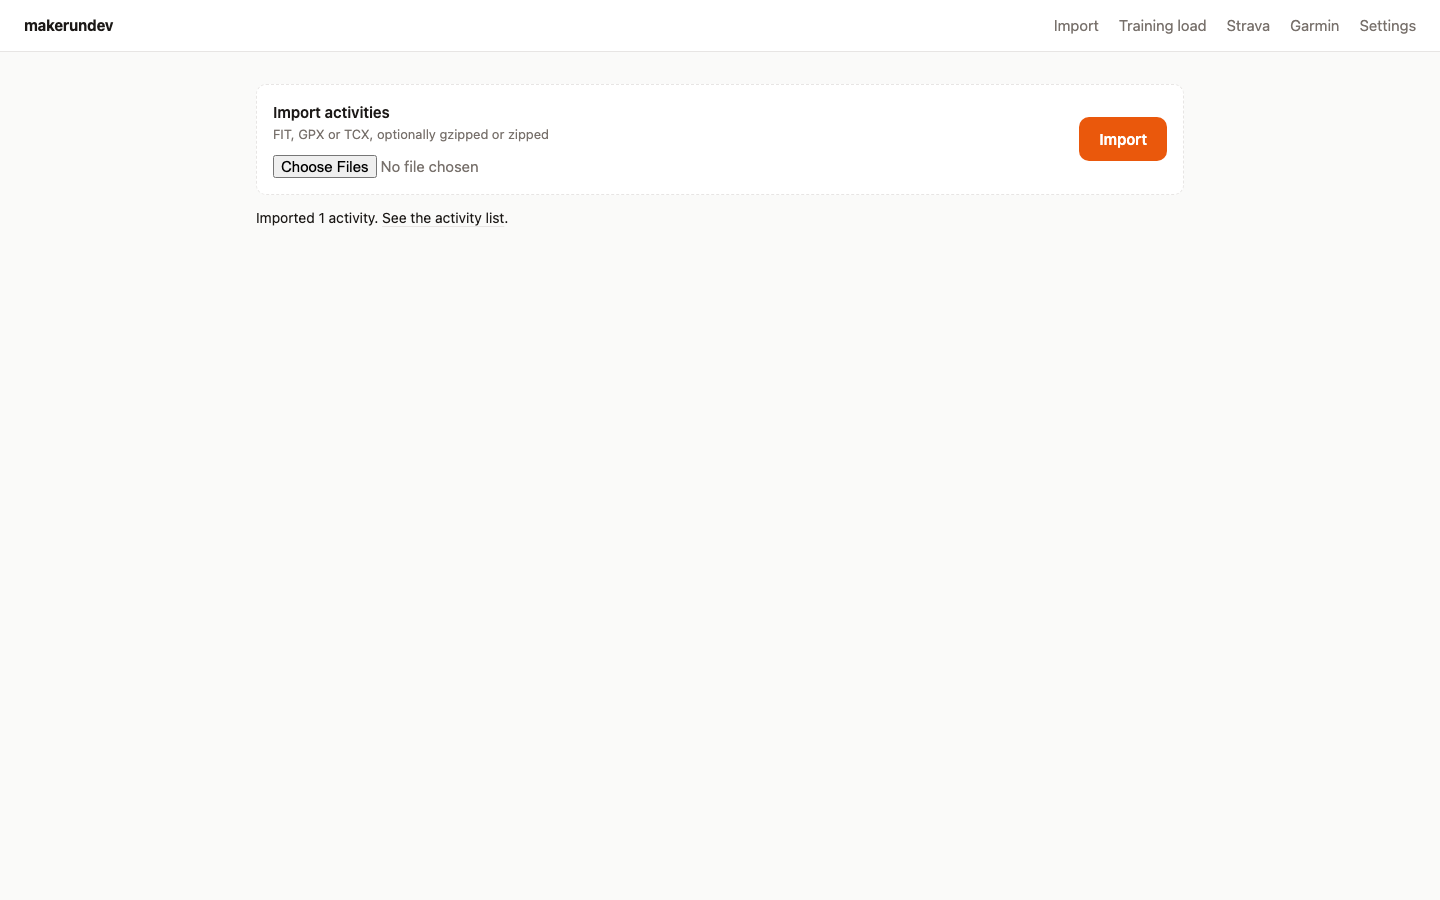 makerundev
Import Training load Strava Garmin Settings
Import activities
FIT, GPX or TCX, optionally gzipped or zipped
Choose Files No file chosen
Import
Imported 1 activity. See the activity list.